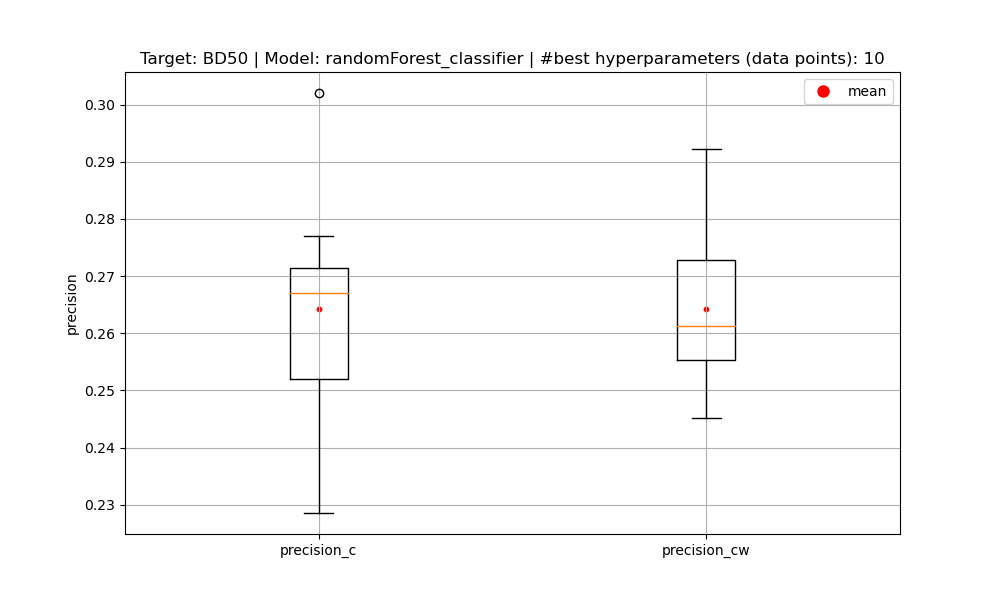 Target: BD50 | Model: randomForest_classifier | #best hyperparameters (data points): 10
mean
0.30
0.29
0.28
0.27
0.26
0.25
0.24
0.23
precision
precision_c
precision_cw